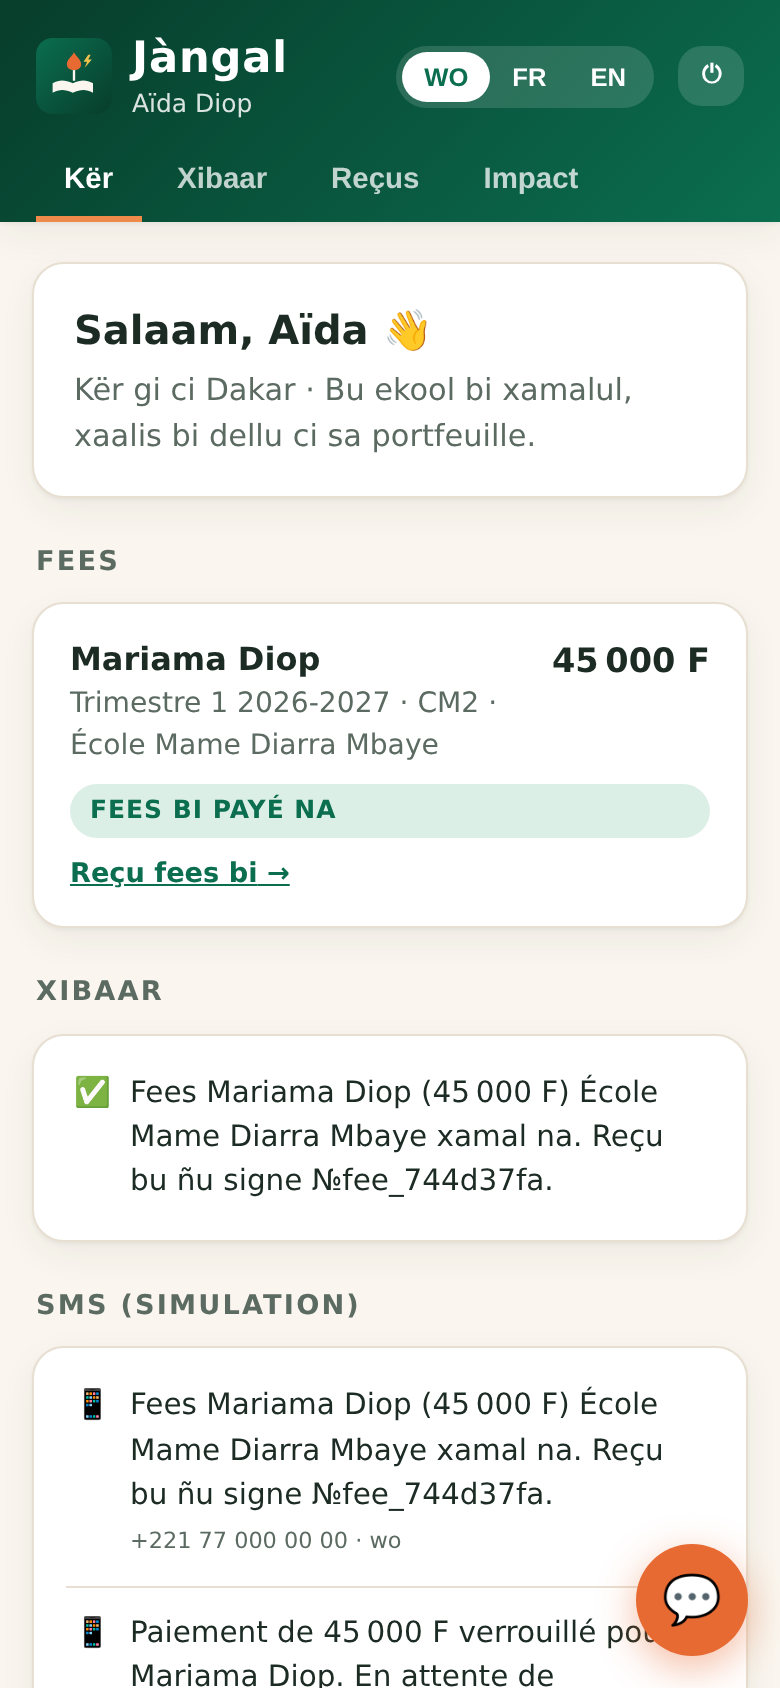 Jàngal
Aïda Diop
WO FR EN
Kër Xibaar Reçus Impact
Salaam, Aïda 👋
Kër gi ci Dakar · Bu ekool bi xamalul,
xaalis bi dellu ci sa portfeuille.
FEES
Mariama Diop 45 000 F
Trimestre 1 2026-2027 · CM2 ·
École Mame Diarra Mbaye
FEES BI PAYÉ NA
Reçu fees bi →
XIBAAR
✅ Fees Mariama Diop (45 000 F) École
Mame Diarra Mbaye xamal na. Reçu
bu ñu signe №fee_744d37fa.
SMS (SIMULATION)
📱 Fees Mariama Diop (45 000 F) École
Mame Diarra Mbaye xamal na. Reçu
bu ñu signe №fee_744d37fa.
+221 77 000 00 00 · wo
📱 Paiement de 45 000 F verrouillé
Mariama Diop. En attente de